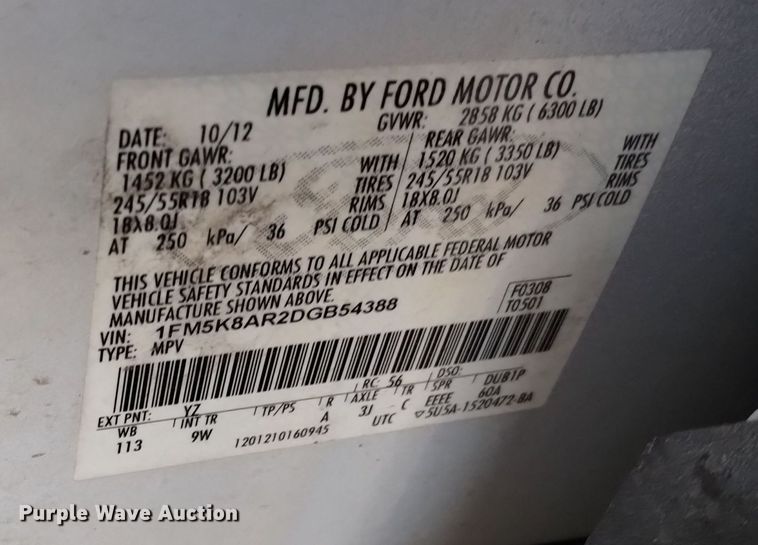 MFD. BY FORD MOTOR CO.
DATE: 10/12 GVWR: 2858 KG ( 6300 LB)
FRONT GAWR: REAR GAWR:
1452 KG ( 3200 LB) WITH 1520 KG ( 3350 LB) WITH
245/55R18 103V TIRES 245/55R18 103V TIRES
18X8.0J RIMS 18X8.0J RIMS
AT 250 kPa/ 36 PSI COLD AT 250 kPa/ 36 PSI COLD
THIS VEHICLE CONFORMS TO ALL APPLICABLE FEDERAL MOTOR
VEHICLE SAFETY STANDARDS IN EFFECT ON THE DATE OF
MANUFACTURE SHOWN ABOVE.
VIN: 1FM5K8AR2DGB54388 F0308
TYPE: MPV T0501
EXT PNT: YZ RC: 56 DSO:
WB INT TR TP/PS R AXLE TR SPR DUB1P
113 9W A 3J C EEEE 60A
1201210160945 UTC ▽5U5A-1520472-BA
Purple Wave Auction